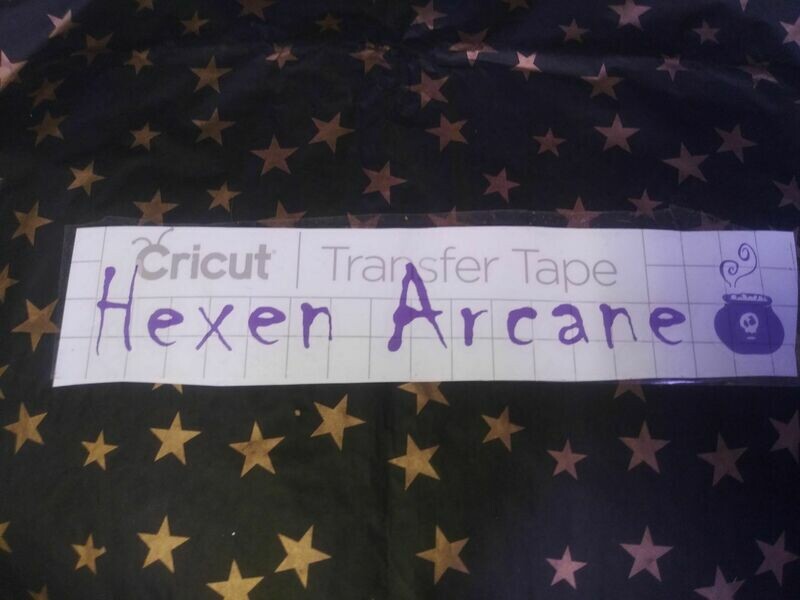 Cricut Transfer Tape
Hexen Arcane